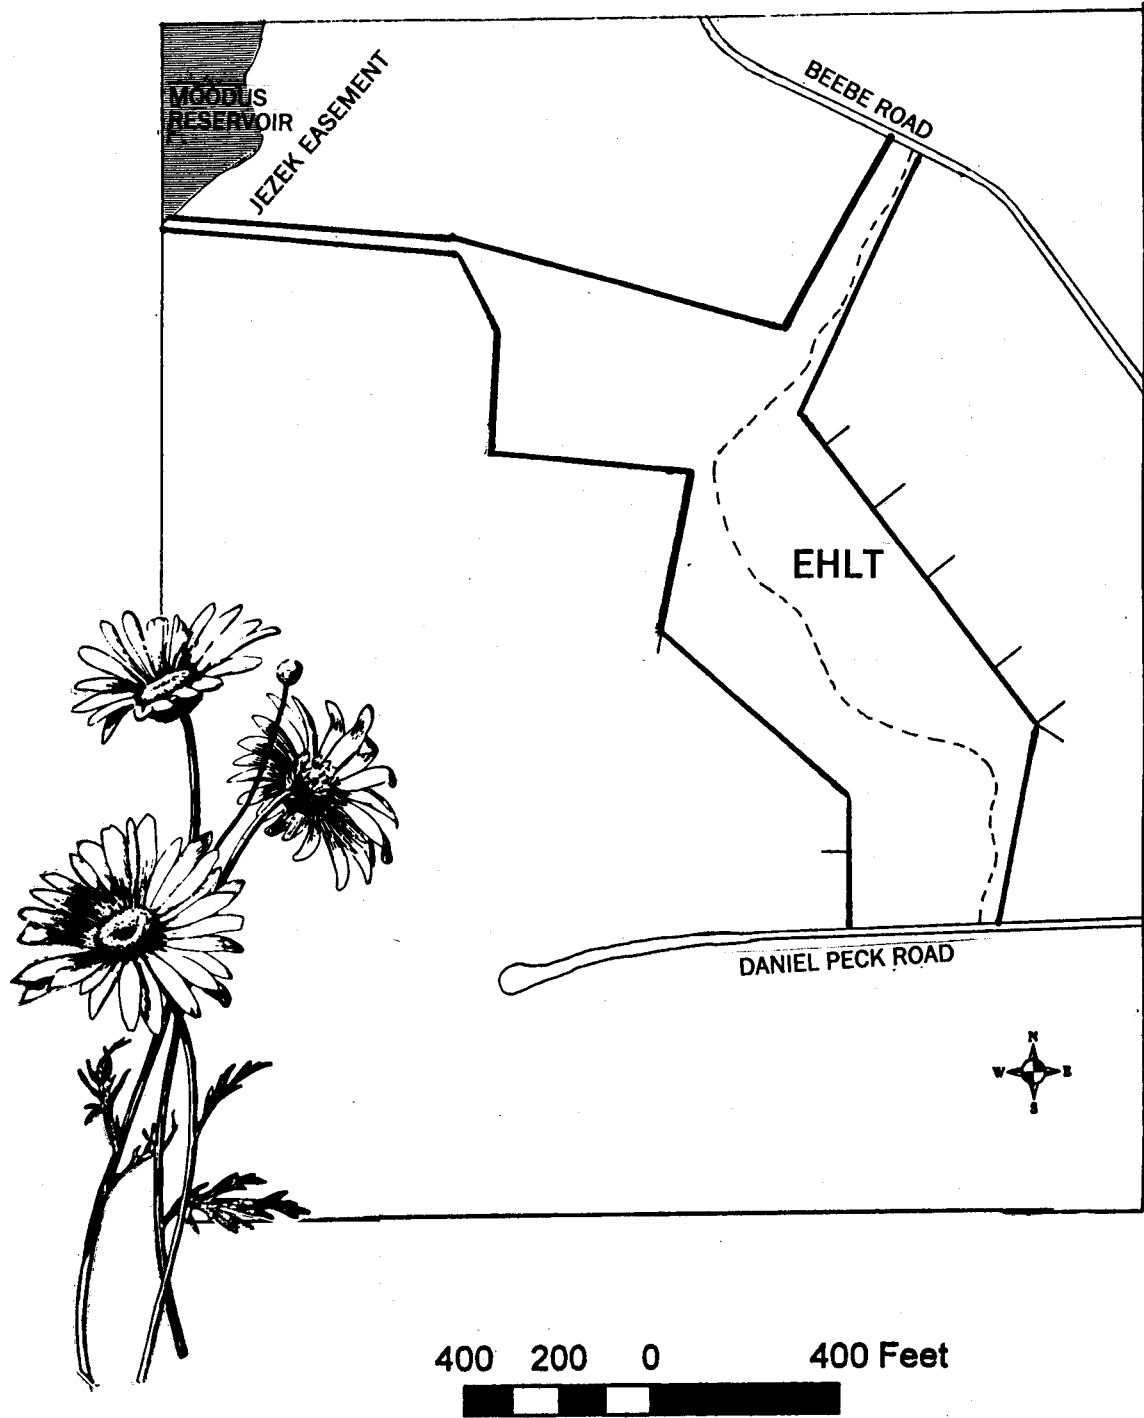 MOODUS
RESERVOIR
JEZEK EASEMENT
BEEBE ROAD
EHLT
DANIEL PECK ROAD
N
W E
S
400 200 0 400 Feet